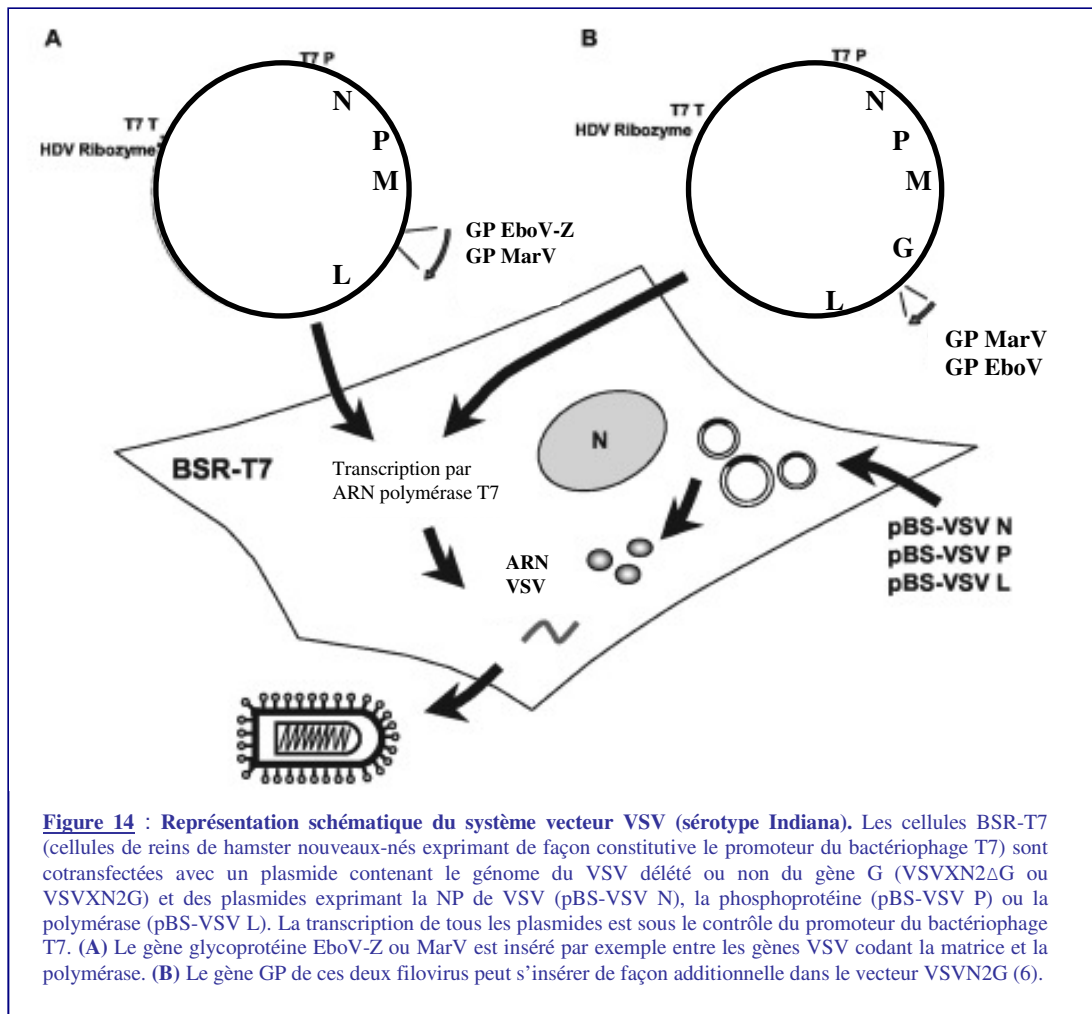 A
B
T7 P
T7 P
N
N
T7 T
HDV Ribozyme
T7 T
HDV Ribozyme
P
P
M
M
GP EboV-Z
GP MarV
G
L
L
GP MarV
GP EboV
BSR-T7
N
Transcription par
ARN polymérase T7
pBS-VSV N
pBS-VSV P
pBS-VSV L
ARN
VSV
Figure 14 : Représentation schématique du système vecteur VSV (sérotype Indiana). Les cellules BSR-T7
(cellules de reins de hamster nouveaux-nés exprimant de façon constitutive le promoteur du bactériophage T7) sont
cotransfectées avec un plasmide contenant le génome du VSV délété ou non du gène G (VSVXN2∆G ou
VSVXN2G) et des plasmides exprimant la NP de VSV (pBS-VSV N), la phosphoprotéine (pBS-VSV P) ou la
polymérase (pBS-VSV L). La transcription de tous les plasmides est sous le contrôle du promoteur du bactériophage
T7. (A) Le gène glycoprotéine EboV-Z ou MarV est inséré par exemple entre les gènes VSV codant la matrice et la
polymérase. (B) Le gène GP de ces deux filovirus peut s'insérer de façon additionnelle dans le vecteur VSVN2G (6).